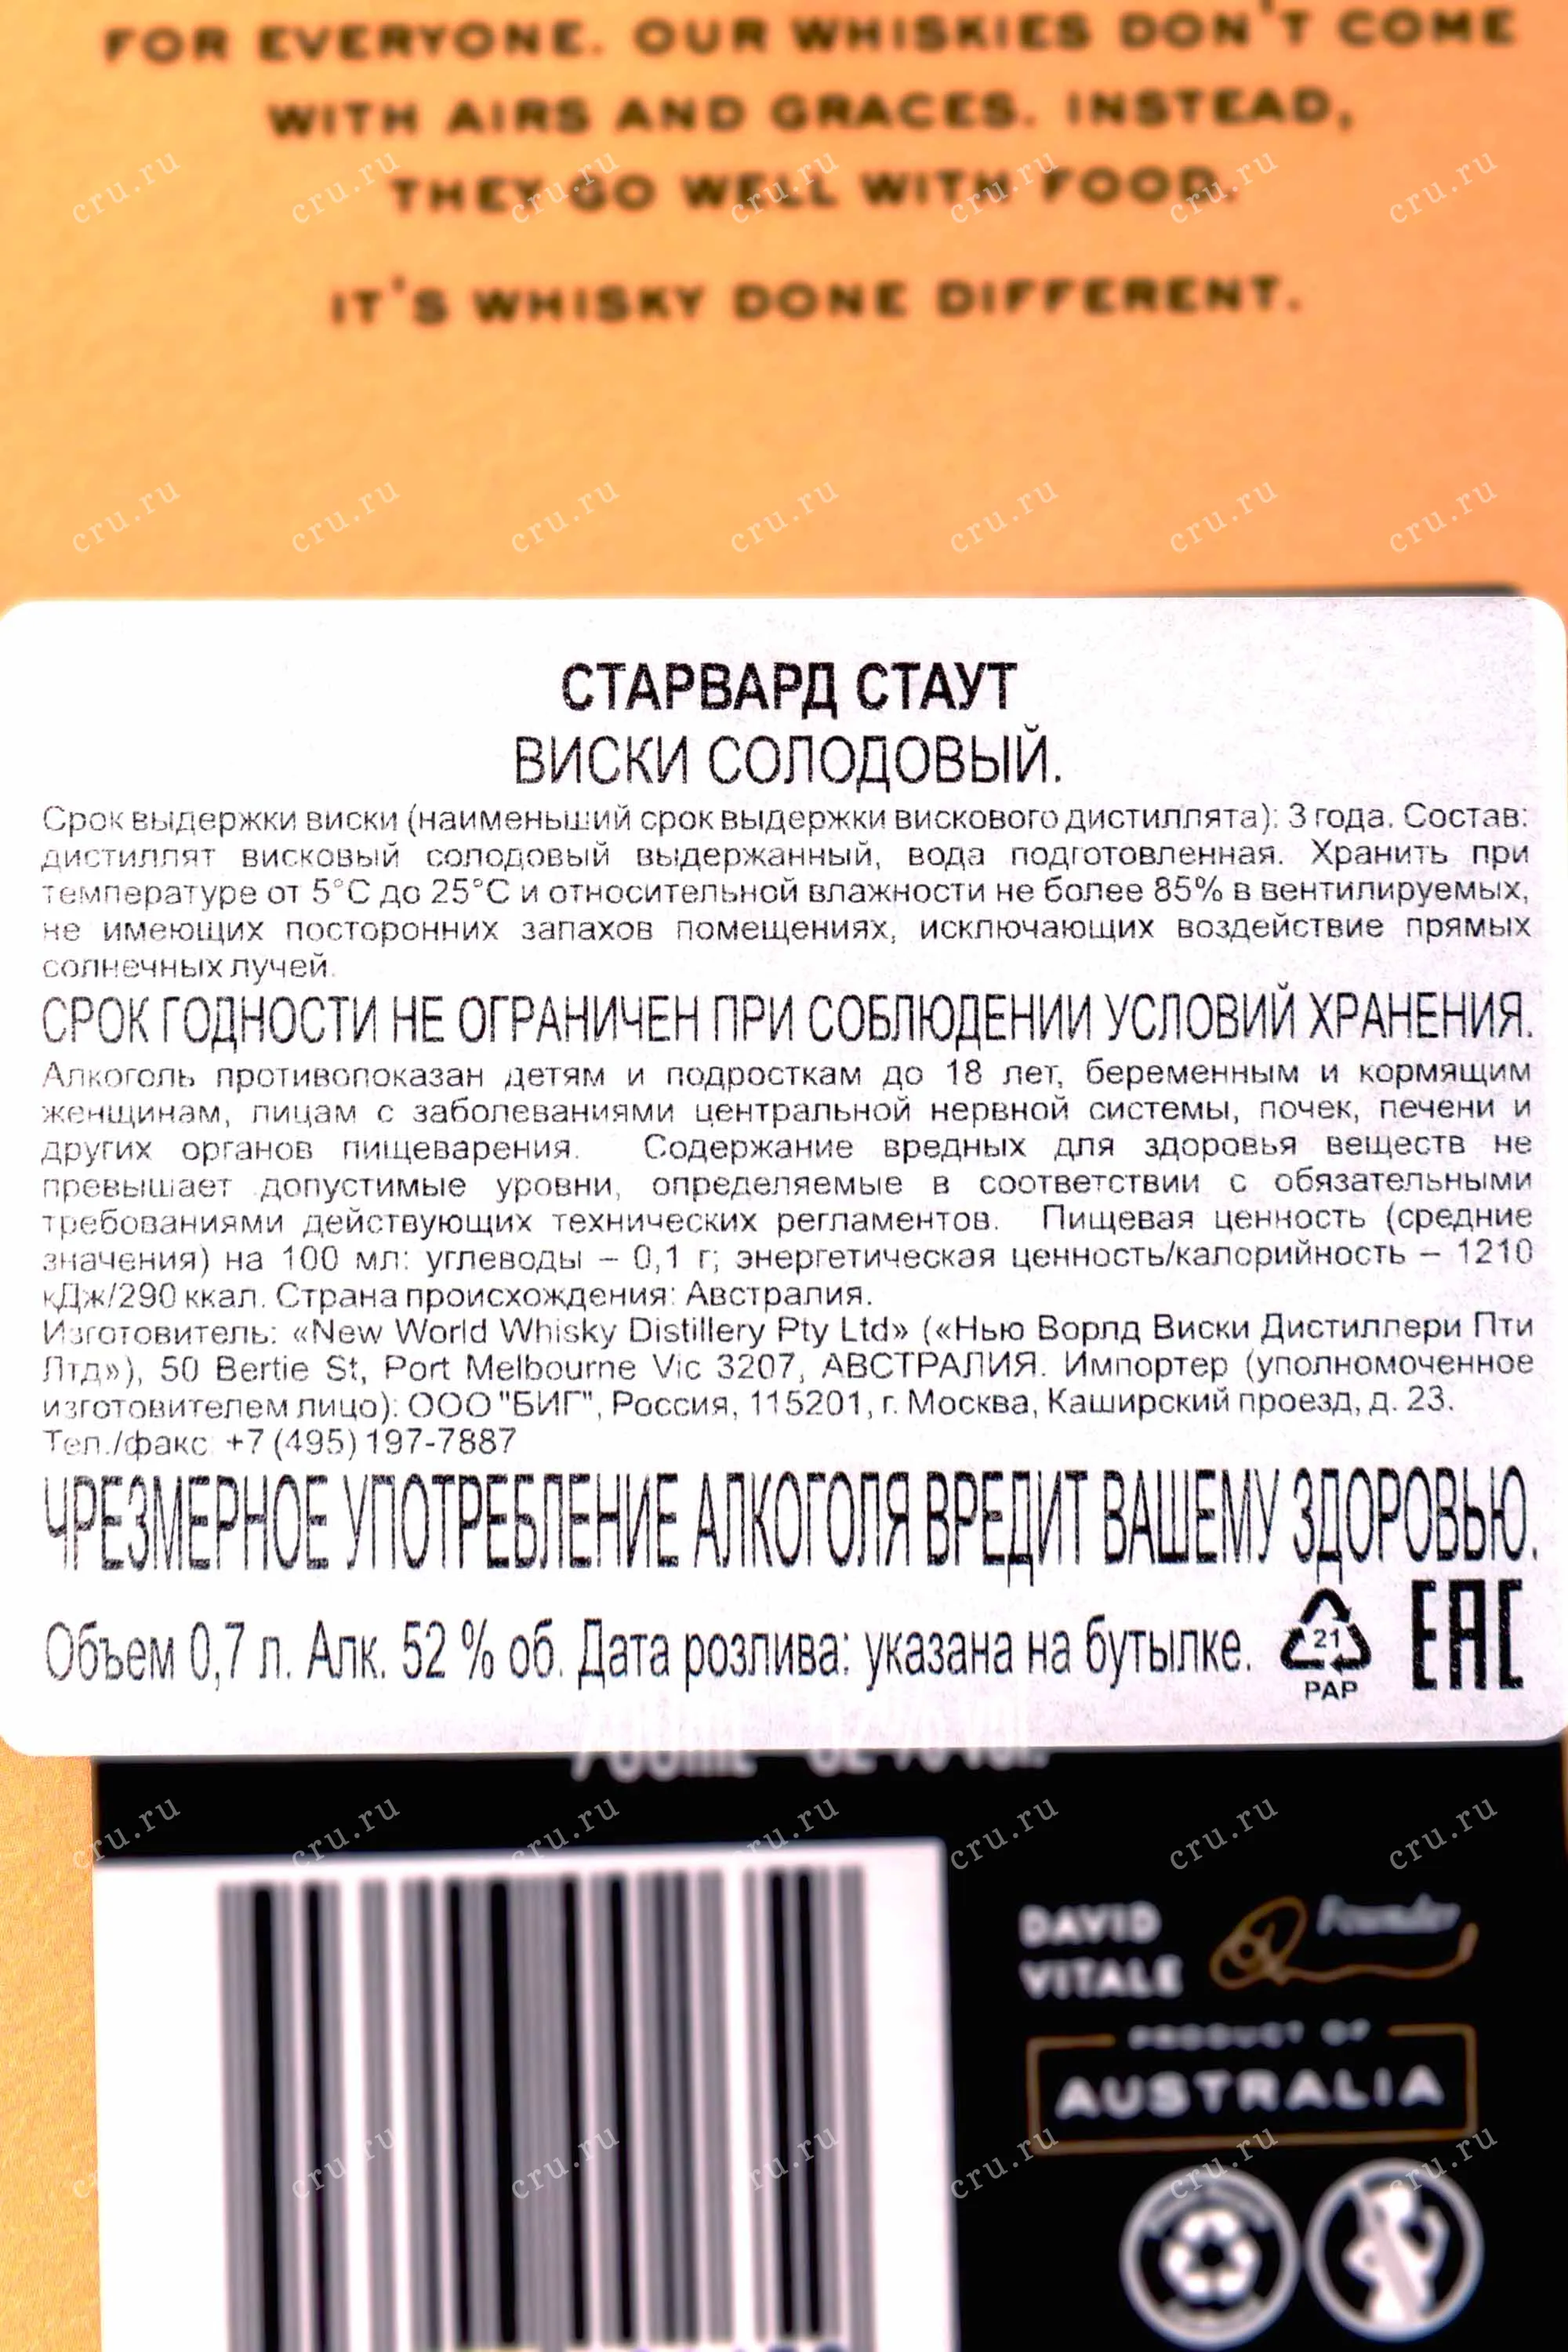 FOR EVERYONE. OUR WHISKIES DON'T COME
WITH AIRS AND GRACES. INSTEAD,
THEY GO WELL WITH FOOD.
IT'S WHISKY DONE DIFFERENT.
СТАРВАРД СТАУТ
ВИСКИ СОЛОДОВЫЙ.
Срок выдержки виски (наименьший срок выдержки вискового дистиллята): 3 года. Состав:
дистиллят висковый солодовый выдержанный, вода подготовленная. Хранить при
температуре от 5°C до 25°C и относительной влажности не более 85% в вентилируемых,
не имеющих посторонних запахов помещениях, исключающих воздействие прямых
солнечных лучей.
СРОК ГОДНОСТИ НЕ ОГРАНИЧЕН ПРИ СОБЛЮДЕНИИ УСЛОВИЙ ХРАНЕНИЯ.
Алкоголь противопоказан детям и подросткам до 18 лет, беременным и кормящим
женщинам, лицам с заболеваниями центральной нервной системы, почек, печени и
других органов пищеварения. Содержание вредных для здоровья веществ не
превышает допустимые уровни, определяемые в соответствии с обязательными
требованиями действующих технических регламентов. Пищевая ценность (средние
значения) на 100 мл: углеводы – 0,1 г; энергетическая ценность/калорийность – 1210
кДж/290 ккал. Страна происхождения: Австралия.
Изготовитель: «New World Whisky Distillery Pty Ltd» («Нью Ворлд Виски Дистиллери Пти
Лтд»), 50 Bertie St, Port Melbourne Vic 3207, АВСТРАЛИЯ. Импортер (уполномоченное
изготовителем лицо): ООО "БИГ", Россия, 115201, г. Москва, Каширский проезд, д. 23.
Тел./факс: +7 (495) 197-7887
ЧРЕЗМЕРНОЕ УПОТРЕБЛЕНИЕ АЛКОГОЛЯ ВРЕДИТ ВАШЕМУ ЗДОРОВЬЮ.
Объем 0,7 л. Алк. 52 % об. Дата розлива: указана на бутылке.
21
PAP
EAC
700mL 52% Vol.
DAVID
VITALE
Founder
PRODUCT OF
AUSTRALIA
cru.ru